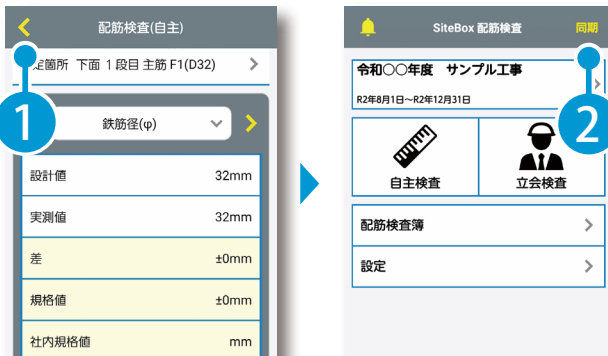 配筋検査(自主)
定箇所 下面 1 段目 主筋 F1(D32)
1
鉄筋径(φ)
設計値 32mm
実測値 32mm
差 ±0mm
規格値 ±0mm
社内規格値 mm
SiteBox 配筋検査 同期
令和○○年度 サンプル工事
R2年8月1日~R2年12月31日
2
自主検査 立会検査
配筋検査簿
設定